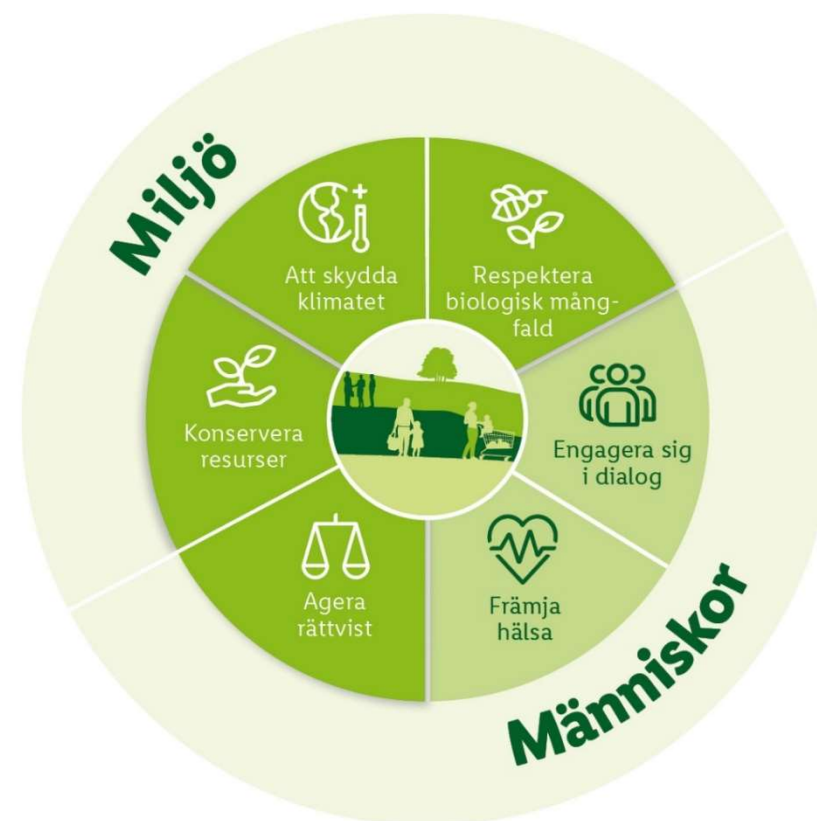 Miljö
Att skydda
klimatet
Respektera
biologisk mång-
fald
Konservera
resurser
Engagera sig
i dialog
Agera
rättvist
Främja
hälsa
Människor